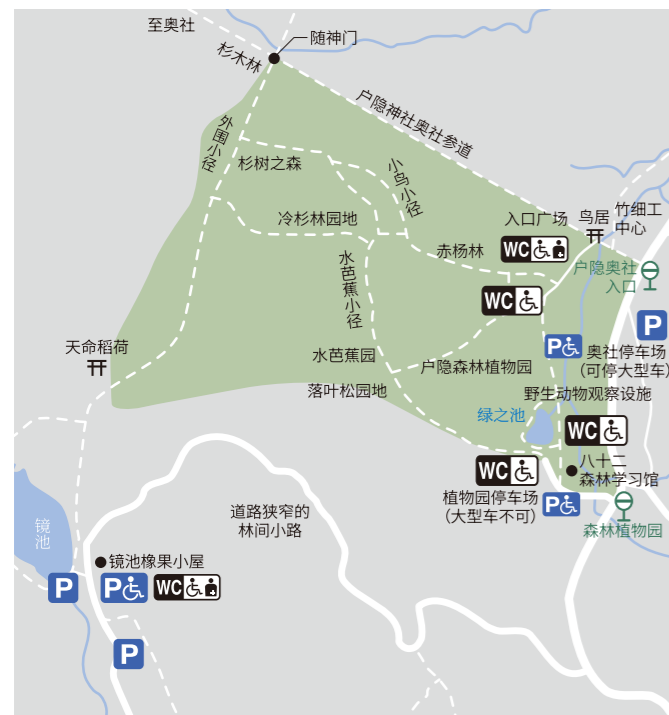 至奥社
随神门
杉木林
户隐神社奥社参道
外围小径
杉树之森
小鸟小径
冷杉林园地
入口广场
鸟居
竹细工
中心
赤杨林
WC
水芭蕉小径
户隐奥社
入口
WC
P
天命稻荷
水芭蕉园
户隐森林植物园
P
奥社停车场
（可停大型车）
落叶松园地
野生动物观察设施
绿之池
WC
WC
八十二
森林学习馆
植物园停车场
（大型车不可）
P
森林植物园
道路狭窄的
林间小路
镜池
镜池橡果小屋
P
P
WC
P